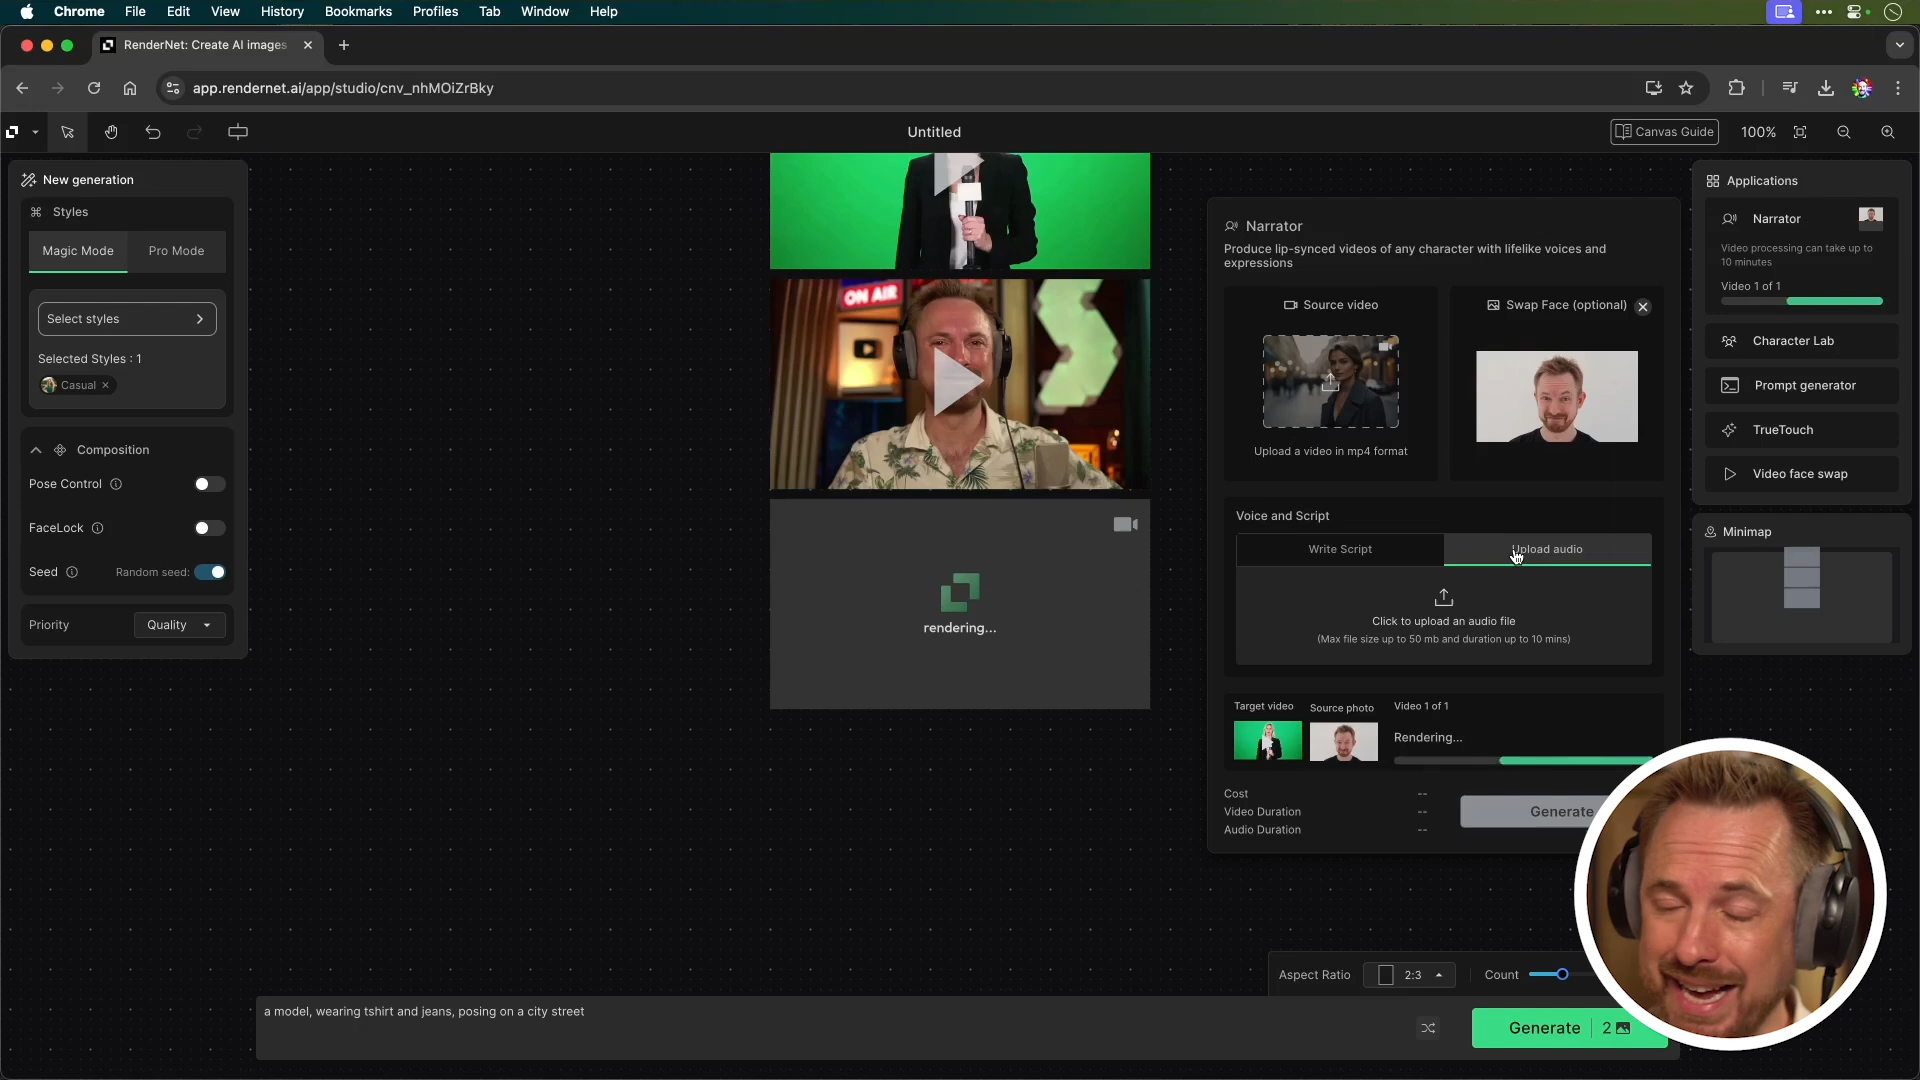 Chrome File Edit View History Bookmarks Profiles Tab Window Help
RenderNet: Create AI images
app.rendernet.ai/app/studio/cnv_nhMOiZrBky
Untitled
Canvas Guide
100%
New generation
Styles
Magic Mode
Pro Mode
Select styles
Selected Styles : 1
Casual
Composition
Pose Control
FaceLock
Seed
Random seed:
Priority
Quality
ON AIR
rendering...
Narrator
Produce lip-synced videos of any character with lifelike voices and
expressions
Source video
Upload a video in mp4 format
Swap Face (optional)
Voice and Script
Write Script
Upload audio
Click to upload an audio file
(Max file size up to 50 mb and duration up to 10 mins)
Target video
Source photo
Video 1 of 1
Rendering...
Cost --
Video Duration --
Audio Duration --
Generate
Applications
Narrator
Video processing can take up to
10 minutes
Video 1 of 1
Character Lab
Prompt generator
TrueTouch
Video face swap
Minimap
Aspect Ratio
2:3
Count
a model, wearing tshirt and jeans, posing on a city street
Generate
2